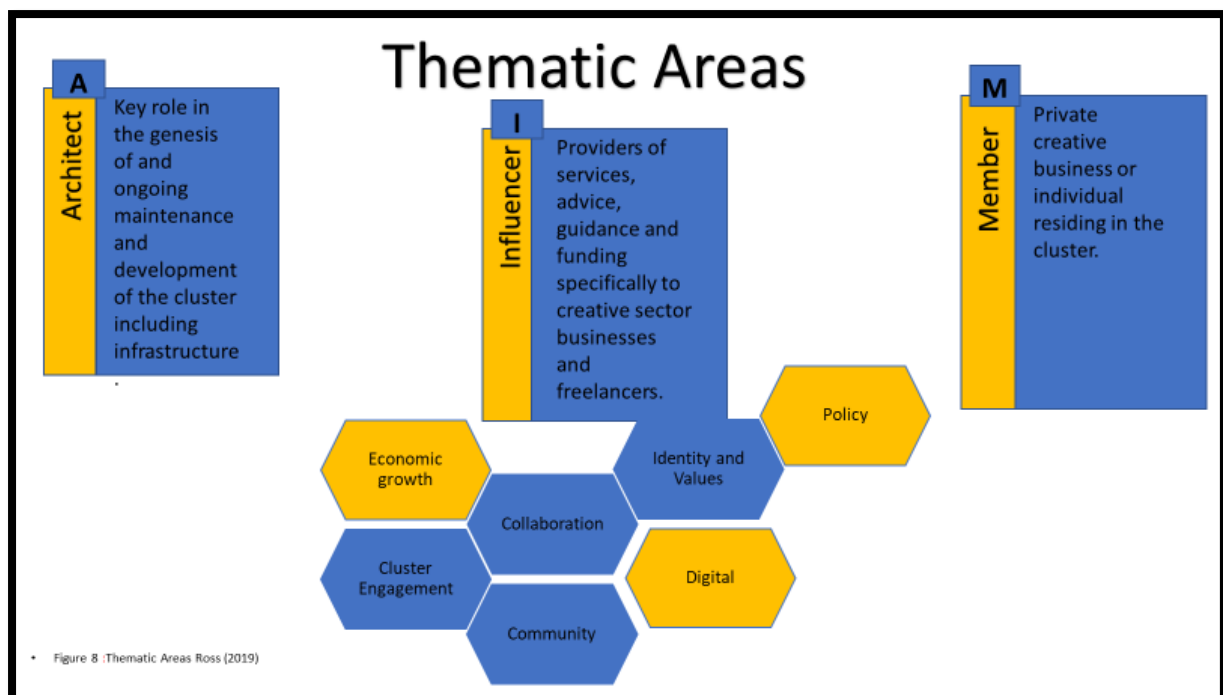 Thematic Areas
A
Architect
Key role in
the genesis
of and
ongoing
maintenance
and
development
of the cluster
including
infrastructure
.
I
Influencer
Providers of
services,
advice,
guidance and
funding
specifically to
creative sector
businesses
and
freelancers.
M
Member
Private
creative
business or
individual
residing in the
cluster.
Policy
Economic
growth
Identity and
Values
Collaboration
Cluster
Engagement
Digital
Community
• Figure 8 :Thematic Areas Ross (2019)